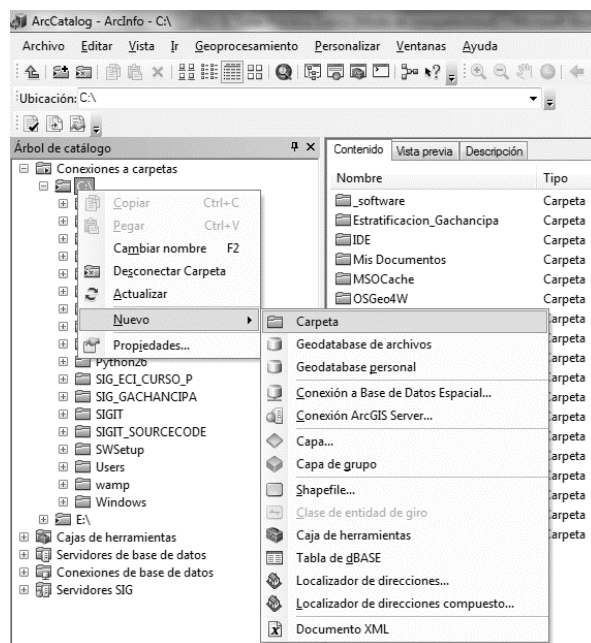 ArcCatalog - ArcInfo - C:\
Archivo Editar Vista Ir Geoprocesamiento Personalizar Ventanas Ayuda
Ubicación: C:\
Árbol de catálogo
Conexiones a carpetas
C:\
Copiar Ctrl+C
Pegar Ctrl+V
Cambiar nombre F2
Desconectar Carpeta
Actualizar
Nuevo
Propiedades...
Python26
SIG_ECI_CURSO_P
SIG_GACHANCIPA
SIGIT
SIGIT_SOURCECODE
SWSetup
Users
wamp
Windows
E:\
Cajas de herramientas
Servidores de base de datos
Conexiones de base de datos
Servidores SIG
Contenido Vista previa Descripción
Nombre Tipo
_software Carpeta
Estratificacion_Gachancipa Carpeta
IDE Carpeta
Mis Documentos Carpeta
MSOCache Carpeta
OSGeo4W Carpeta
Carpeta
Geodatabase de archivos
Geodatabase personal
Conexión a Base de Datos Espacial...
Conexión ArcGIS Server...
Capa...
Capa de grupo
Shapefile...
Clase de entidad de giro
Caja de herramientas
Tabla de dBASE
Localizador de direcciones...
Localizador de direcciones compuesto...
Documento XML